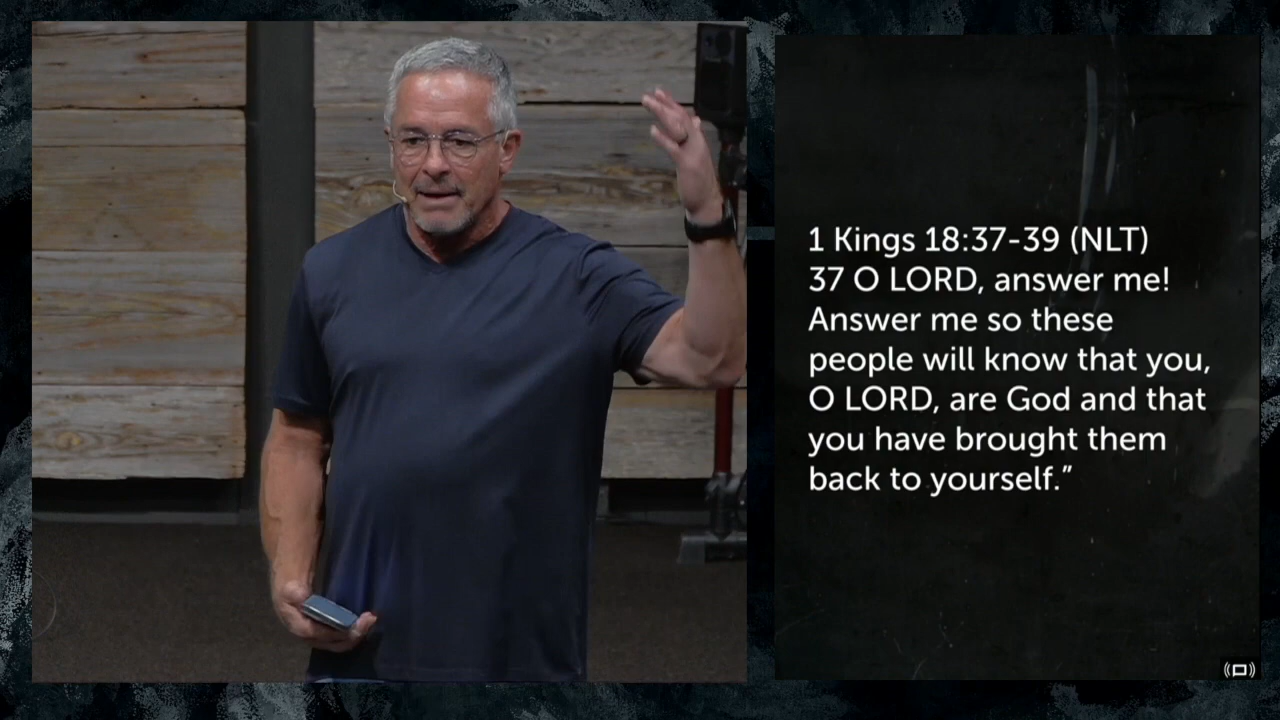 1 Kings 18:37-39 (NLT)
37 O LORD, answer me!
Answer me so these
people will know that you,
O LORD, are God and that
you have brought them
back to yourself.”